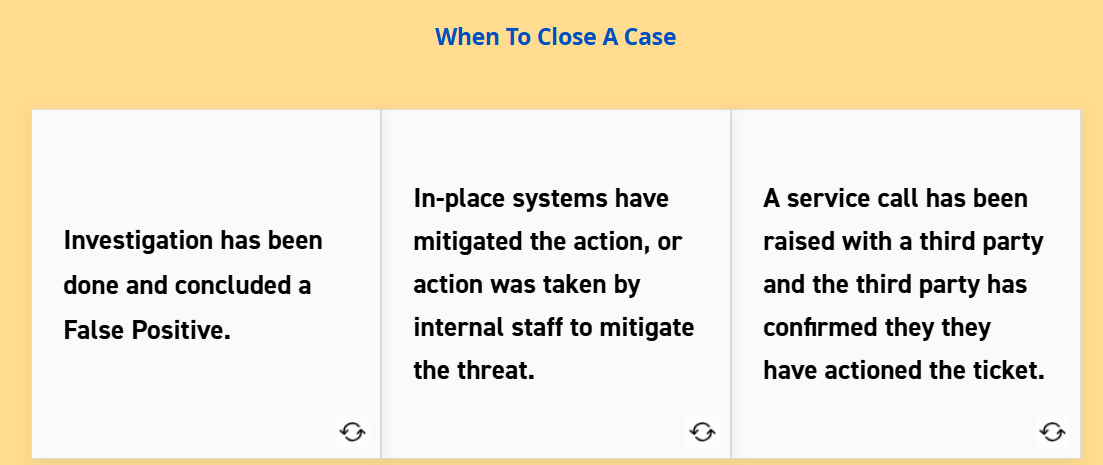 When To Close A Case
Investigation has been
done and concluded a
False Positive.
In-place systems have
mitigated the action, or
action was taken by
internal staff to mitigate
the threat.
A service call has been
raised with a third party
and the third party has
confirmed they they
have actioned the ticket.